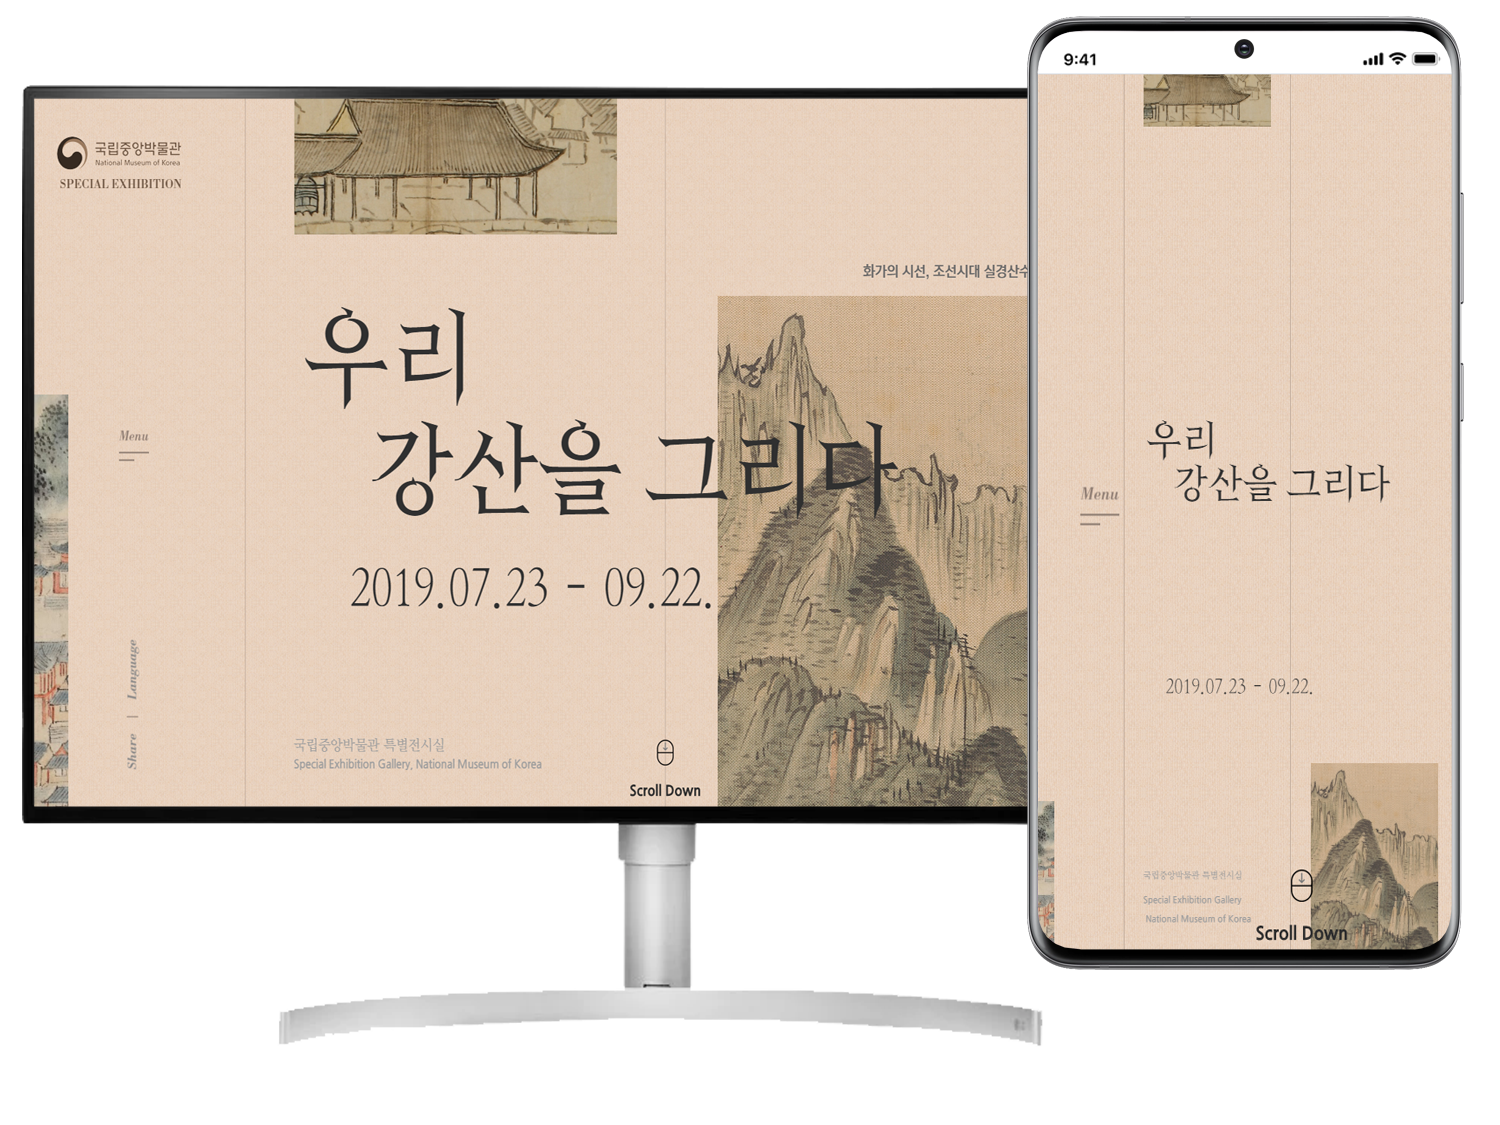 국립중앙박물관
National Museum of Korea
SPECIAL EXHIBITION
화가의 시선, 조선시대 실경산수
우리
강산을 그리다
2019.07.23 - 09.22.
Menu
Share | Language
국립중앙박물관 특별전시실
Special Exhibition Gallery, National Museum of Korea
Scroll Down
9:41
우리
강산을 그리다
Menu
2019.07.23 - 09.22.
국립중앙박물관 특별전시실
Special Exhibition Gallery
National Museum of Korea
Scroll Down